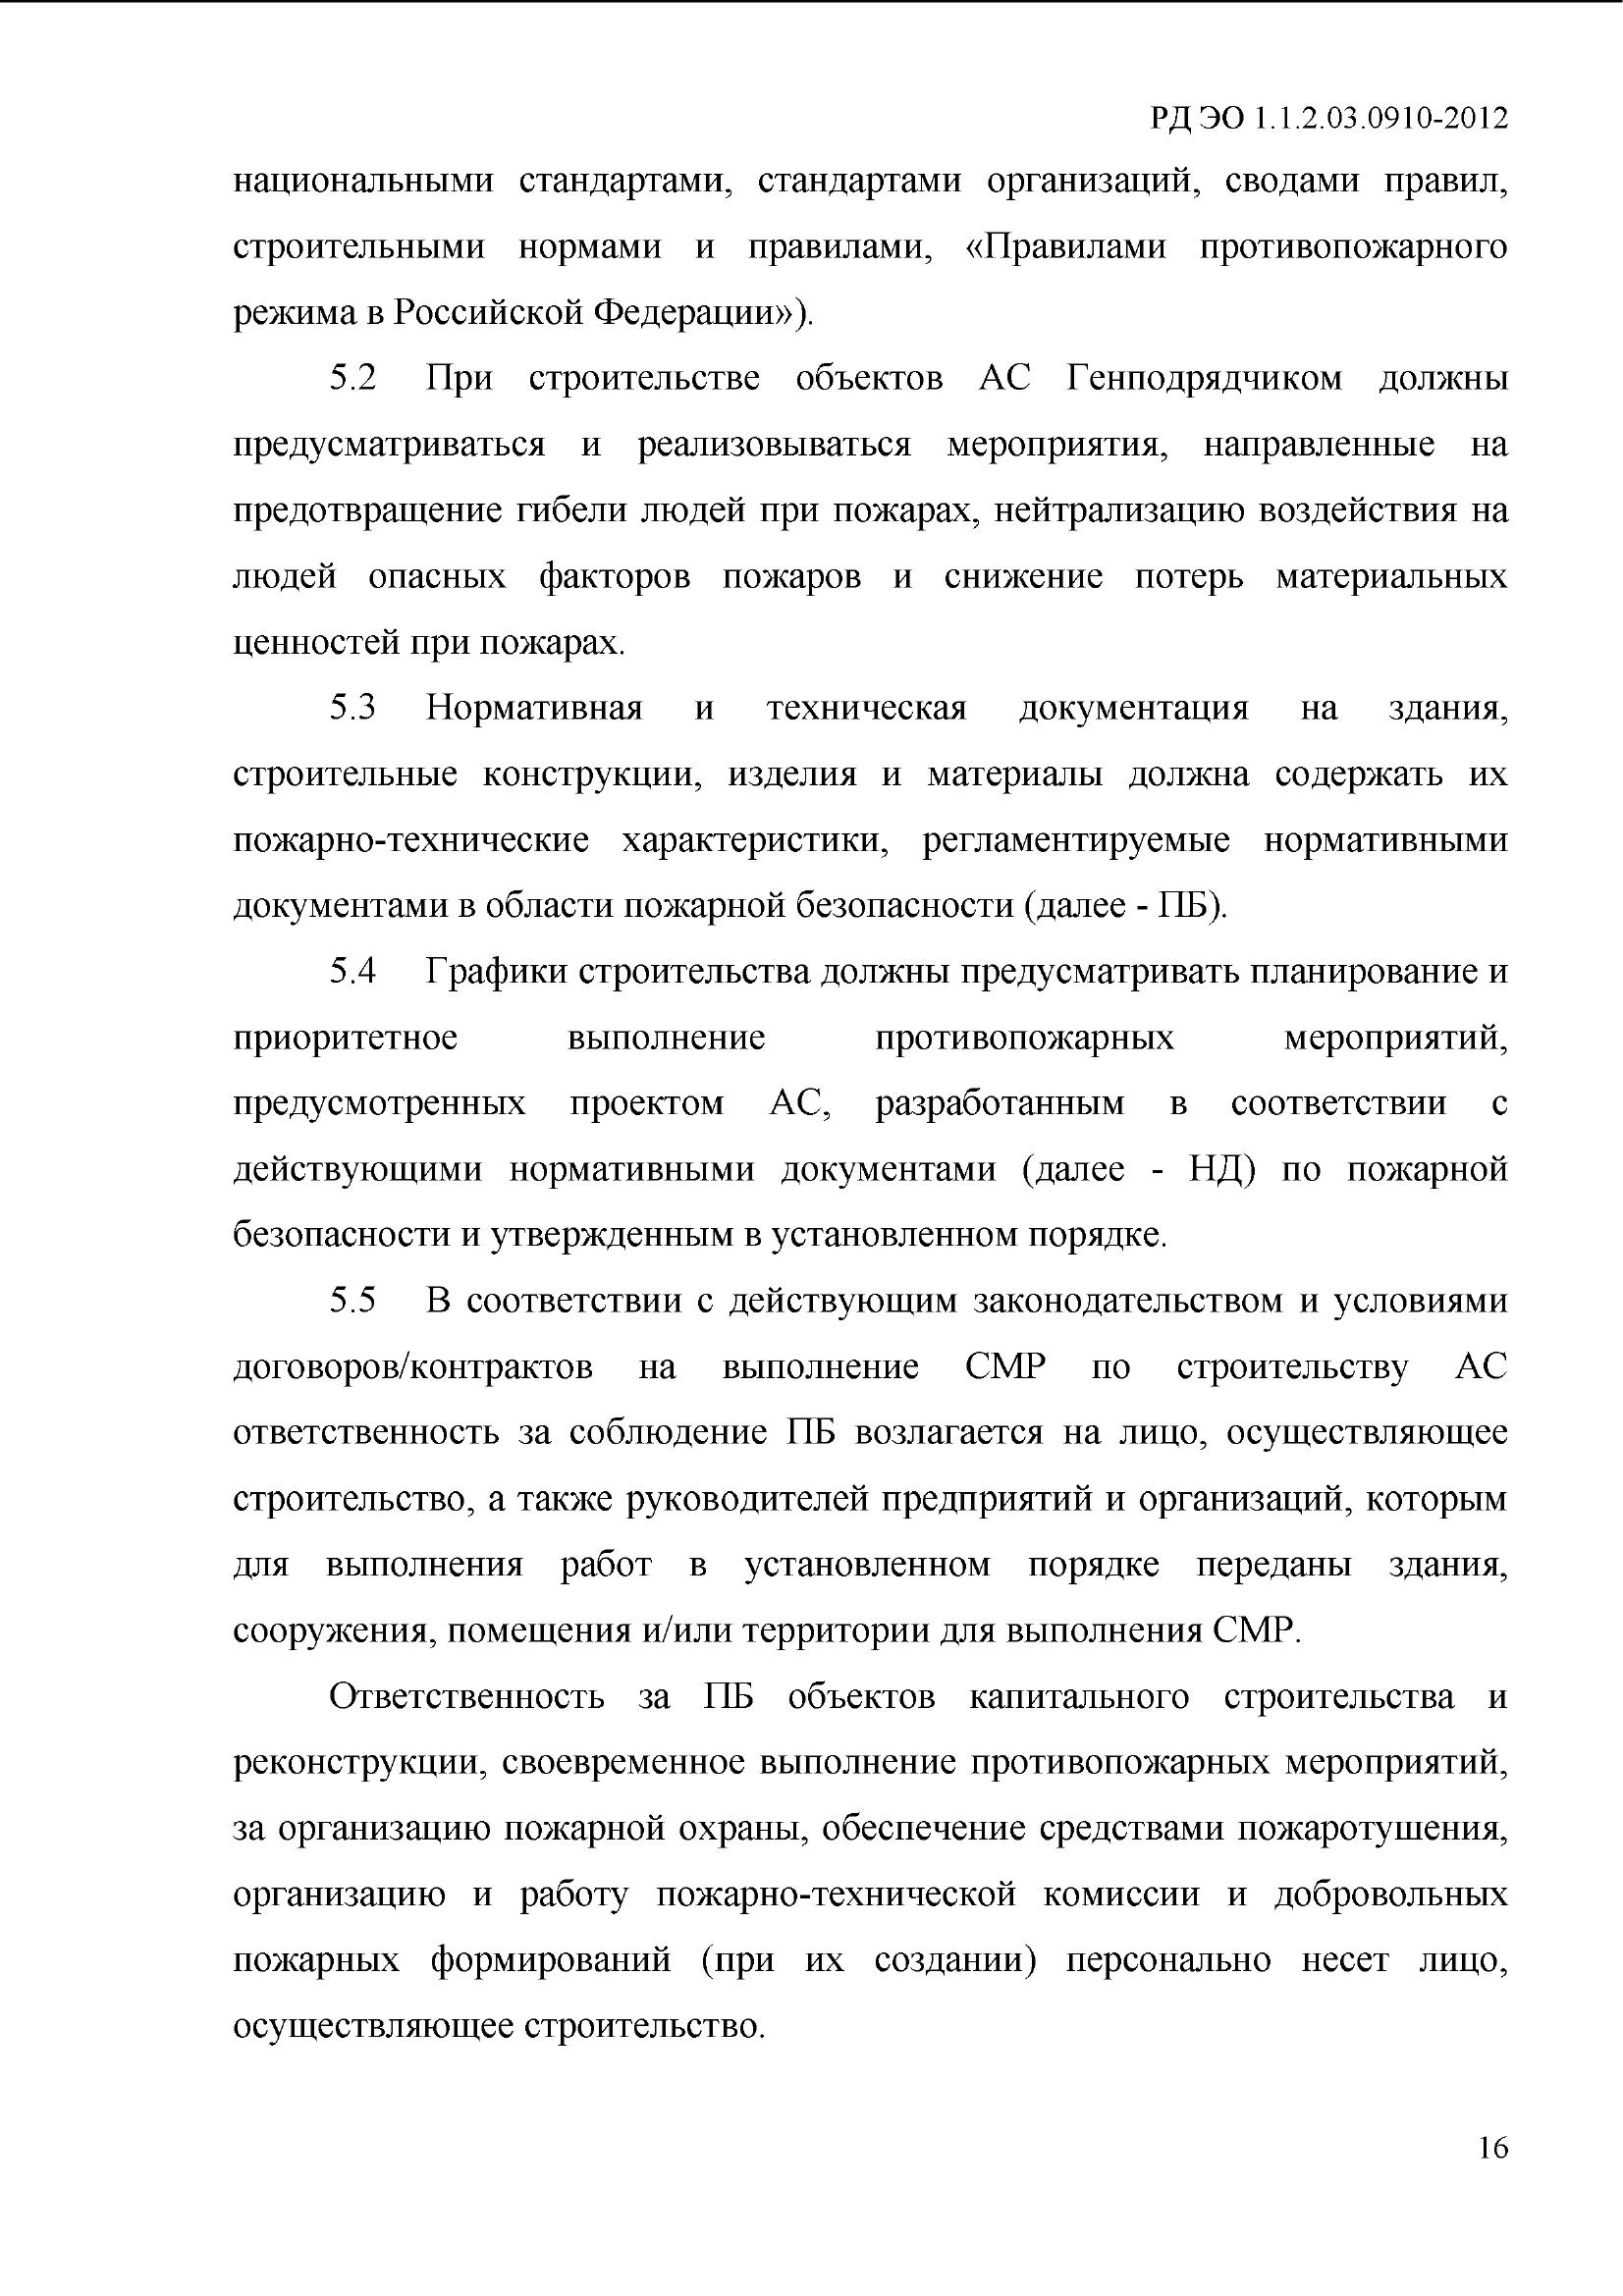 РД ЭО 1.1.2.03.0910-2012
национальными стандартами, стандартами организаций, сводами правил,
строительными нормами и правилами, «Правилами противопожарного
режима в Российской Федерации»).
5.2 При строительстве объектов АС Генподрядчиком должны
предусматриваться и реализовываться мероприятия, направленные на
предотвращение гибели людей при пожарах, нейтрализацию воздействия на
людей опасных факторов пожаров и снижение потерь материальных
ценностей при пожарах.
5.3 Нормативная и техническая документация на здания,
строительные конструкции, изделия и материалы должна содержать их
пожарно-технические характеристики, регламентируемые нормативными
документами в области пожарной безопасности (далее - ПБ).
5.4 Графики строительства должны предусматривать планирование и
приоритетное выполнение противопожарных мероприятий,
предусмотренных проектом АС, разработанным в соответствии с
действующими нормативными документами (далее - НД) по пожарной
безопасности и утвержденным в установленном порядке.
5.5 В соответствии с действующим законодательством и условиями
договоров/контрактов на выполнение СМР по строительству АС
ответственность за соблюдение ПБ возлагается на лицо, осуществляющее
строительство, а также руководителей предприятий и организаций, которым
для выполнения работ в установленном порядке переданы здания,
сооружения, помещения и/или территории для выполнения СМР.
Ответственность за ПБ объектов капитального строительства и
реконструкции, своевременное выполнение противопожарных мероприятий,
за организацию пожарной охраны, обеспечение средствами пожаротушения,
организацию и работу пожарно-технической комиссии и добровольных
пожарных формирований (при их создании) персонально несет лицо,
осуществляющее строительство.
16